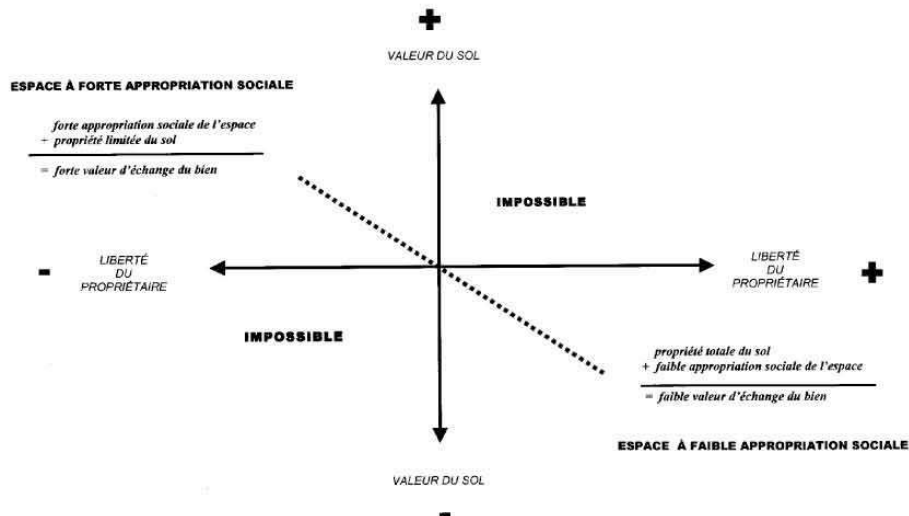 +
VALEUR DU SOL
ESPACE À FORTE APPROPRIATION SOCIALE
forte appropriation sociale de l'espace
+ propriété limitée du sol
= forte valeur d'échange du bien
IMPOSSIBLE
-
LIBERTÉ
DU
PROPRIÉTAIRE
LIBERTÉ
DU
PROPRIÉTAIRE
+
IMPOSSIBLE
propriété totale du sol
+ faible appropriation sociale de l'espace
= faible valeur d'échange du bien
ESPACE À FAIBLE APPROPRIATION SOCIALE
VALEUR DU SOL
-